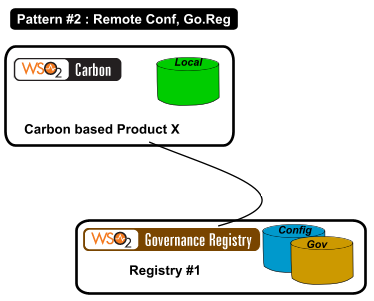 Pattern #2 : Remote Conf, Go.Reg
WSO2 Carbon
Local
Carbon based Product X
WSO2 Governance Registry
Config
Gov
Registry #1